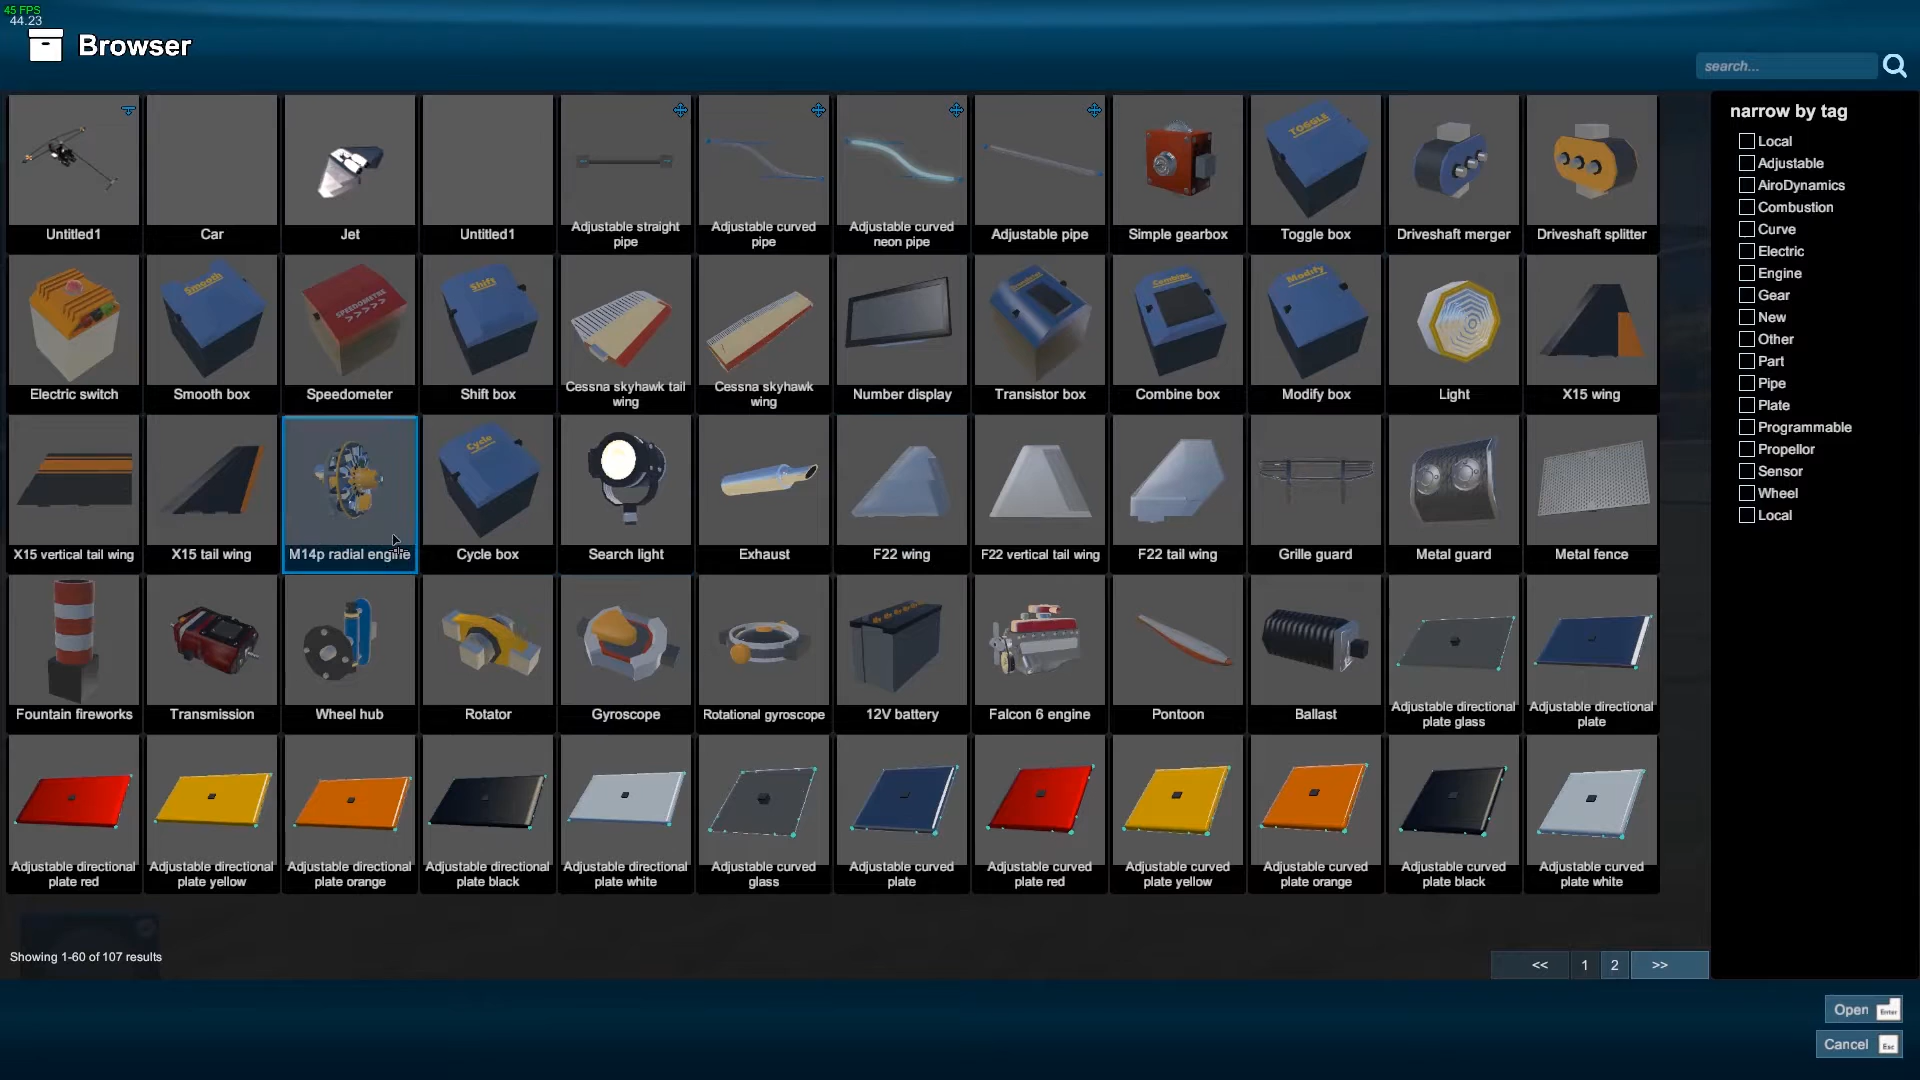 45 FPS
44.23
Browser
search...
narrow by tag
Local
Adjustable
AiroDynamics
Combustion
Curve
Electric
Engine
Gear
New
Other
Part
Pipe
Plate
Programmable
Propellor
Sensor
Wheel
Local
Untitled1
Car
Jet
Untitled1
Adjustable straight
pipe
Adjustable curved
pipe
Adjustable curved
neon pipe
Adjustable pipe
Simple gearbox
TOGGLE
Toggle box
Driveshaft merger
Driveshaft splitter
Electric switch
Smooth
Smooth box
SPEEDOMETER
>>>>>
Speedometer
Shift
Shift box
Cessna skyhawk tail
wing
Cessna skyhawk
wing
Number display
Transistor box
Combine
Combine box
Modify
Modify box
Light
X15 wing
X15 vertical tail wing
X15 tail wing
M14p radial engine
Cycle
Cycle box
Search light
Exhaust
F22 wing
F22 vertical tail wing
F22 tail wing
Grille guard
Metal guard
Metal fence
Fountain fireworks
Transmission
Wheel hub
Rotator
Gyroscope
Rotational gyroscope
12V battery
Falcon 6 engine
Pontoon
Ballast
Adjustable directional
plate glass
Adjustable directional
plate
Adjustable directional
plate red
Adjustable directional
plate yellow
Adjustable directional
plate orange
Adjustable directional
plate black
Adjustable directional
plate white
Adjustable curved
glass
Adjustable curved
plate
Adjustable curved
plate red
Adjustable curved
plate yellow
Adjustable curved
plate orange
Adjustable curved
plate black
Adjustable curved
plate white
Showing 1-60 of 107 results
<< 1 2 >>
Open Enter
Cancel Esc